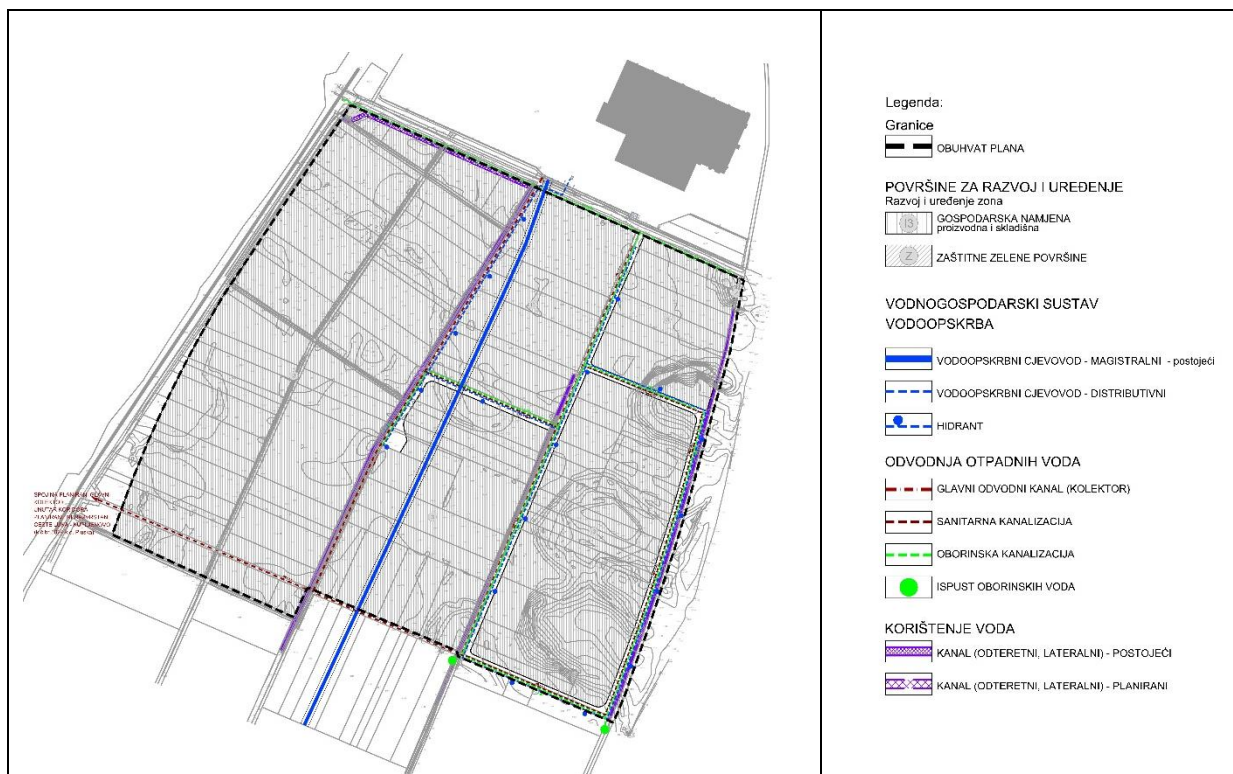 Legenda:
Granice
OBUHVAT PLANA
POVRŠINE ZA RAZVOJ I UREĐENJE
Razvoj i uređenje zona
I3
GOSPODARSKA NAMJENA
proizvodna i skladišna
Z
ZAŠTITNE ZELENE POVRŠINE
VODNOGOSPODARSKI SUSTAV
VODOOPSKRBA
VODOOPSKRBNI CJEVOVOD - MAGISTRALNI - postojeći
VODOOPSKRBNI CJEVOVOD - DISTRIBUTIVNI
HIDRANT
ODVODNJA OTPADNIH VODA
GLAVNI ODVODNI KANAL (KOLEKTOR)
SANITARNA KANALIZACIJA
OBORINSKA KANALIZACIJA
ISPUST OBORINSKIH VODA
KORIŠTENJE VODA
KANAL (ODTERETNI, LATERALNI) - POSTOJEĆI
KANAL (ODTERETNI, LATERALNI) - PLANIRANI